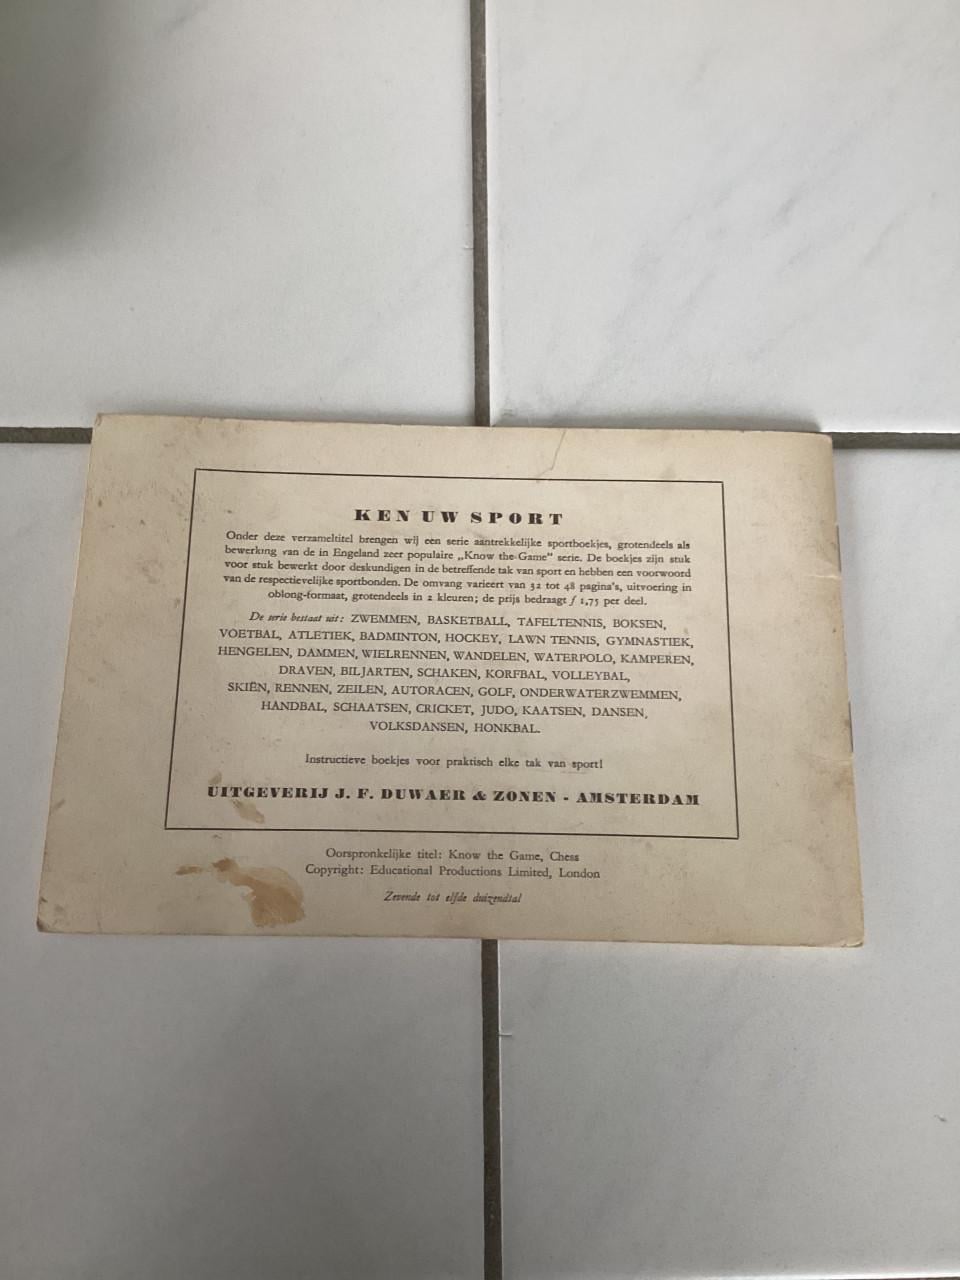 KEN UW SPORT
Onder deze verzameltitel brengen wij een serie aantrekkelijke sportboekjes, grotendeels als
bewerking van de in Engeland zeer populaire „Know the-Game” serie. De boekjes zijn stuk
voor stuk bewerkt door deskundigen in de betreffende tak van sport en hebben een voorwoord
van de respectievelijke sportbonden. De omvang varieert van 32 tot 48 pagina's, uitvoering in
oblong-formaat, grotendeels in 2 kleuren; de prijs bedraagt ƒ 1,75 per deel.
De serie bestaat uit: ZWEMMEN, BASKETBALL, TAFELTENNIS, BOKSEN,
VOETBAL, ATLETIEK, BADMINTON, HOCKEY, LAWN TENNIS, GYMNASTIEK,
HENGELEN, DAMMEN, WIELRENNEN, WANDELEN, WATERPOLO, KAMPEREN,
DRAVEN, BILJARTEN, SCHAKEN, KORFBAL, VOLLEYBAL,
SKIËN, RENNEN, ZEILEN, AUTORACEN, GOLF, ONDERWATERZWEMMEN,
HANDBAL, SCHAATSEN, CRICKET, JUDO, KAATSEN, DANSEN,
VOLKSDANSEN, HONKBAL.
Instructieve boekjes voor praktisch elke tak van sport!
UITGEVERIJ J. F. DUWAER & ZONEN - AMSTERDAM
Oorspronkelijke titel: Know the Game, Chess
Copyright: Educational Productions Limited, London
Zevende tot elfde duizendtal